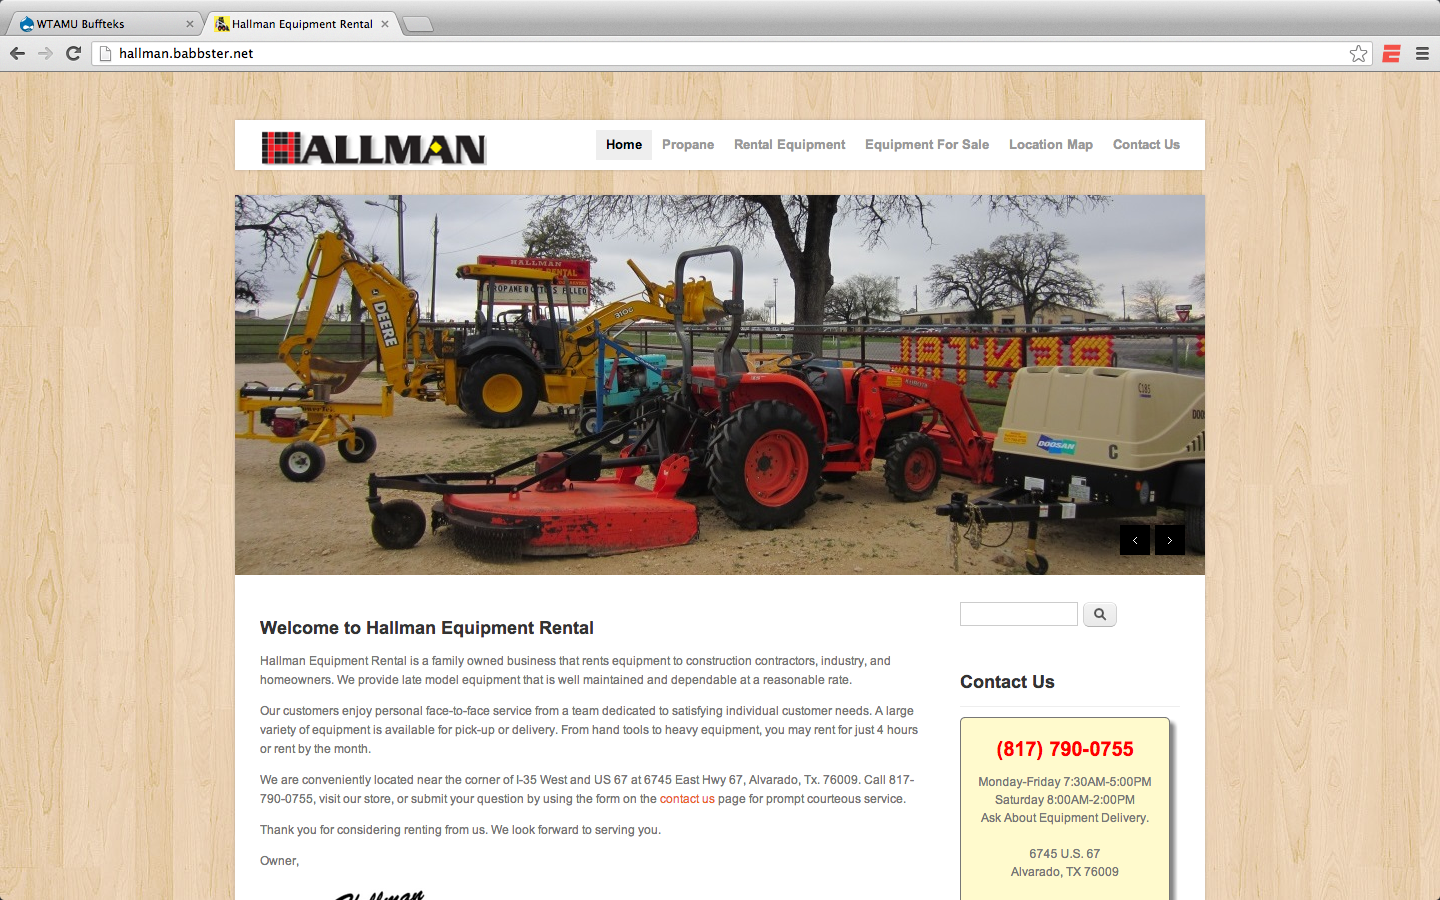 WTAMU Buffteks
Hallman Equipment Rental
hallman.babbster.net
HALLMAN
Home
Propane
Rental Equipment
Equipment For Sale
Location Map
Contact Us
HALLMAN
RENTAL
PROPANE BOTTLES FILLED
DEERE
310G
RENTAL
C185
DOOSAN
DOOS
C
Welcome to Hallman Equipment Rental
Hallman Equipment Rental is a family owned business that rents equipment to construction contractors, industry, and
homeowners. We provide late model equipment that is well maintained and dependable at a reasonable rate.
Our customers enjoy personal face-to-face service from a team dedicated to satisfying individual customer needs. A large
variety of equipment is available for pick-up or delivery. From hand tools to heavy equipment, you may rent for just 4 hours
or rent by the month.
We are conveniently located near the corner of I-35 West and US 67 at 6745 East Hwy 67, Alvarado, Tx. 76009. Call 817-
790-0755, visit our store, or submit your question by using the form on the contact us page for prompt courteous service.
Thank you for considering renting from us. We look forward to serving you.
Owner,
Hallman
Contact Us
(817) 790-0755
Monday-Friday 7:30AM-5:00PM
Saturday 8:00AM-2:00PM
Ask About Equipment Delivery.
6745 U.S. 67
Alvarado, TX 76009